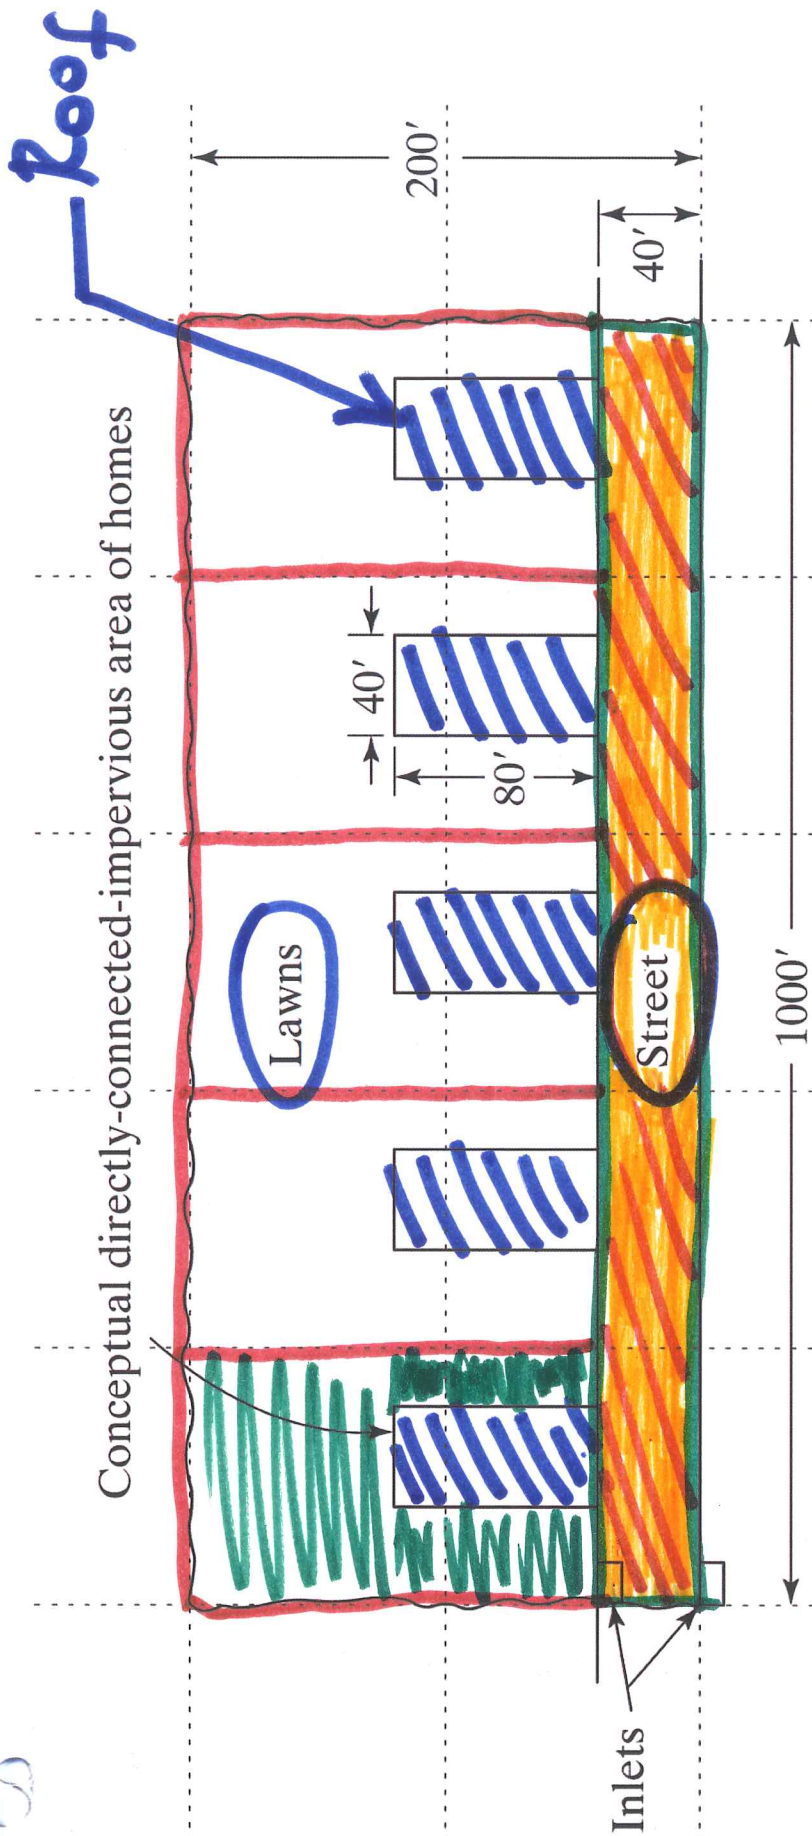 Roof
Conceptual directly-connected-impervious area of homes
200'
40'
80'
40'
Lawns
Street
Inlets
1000'